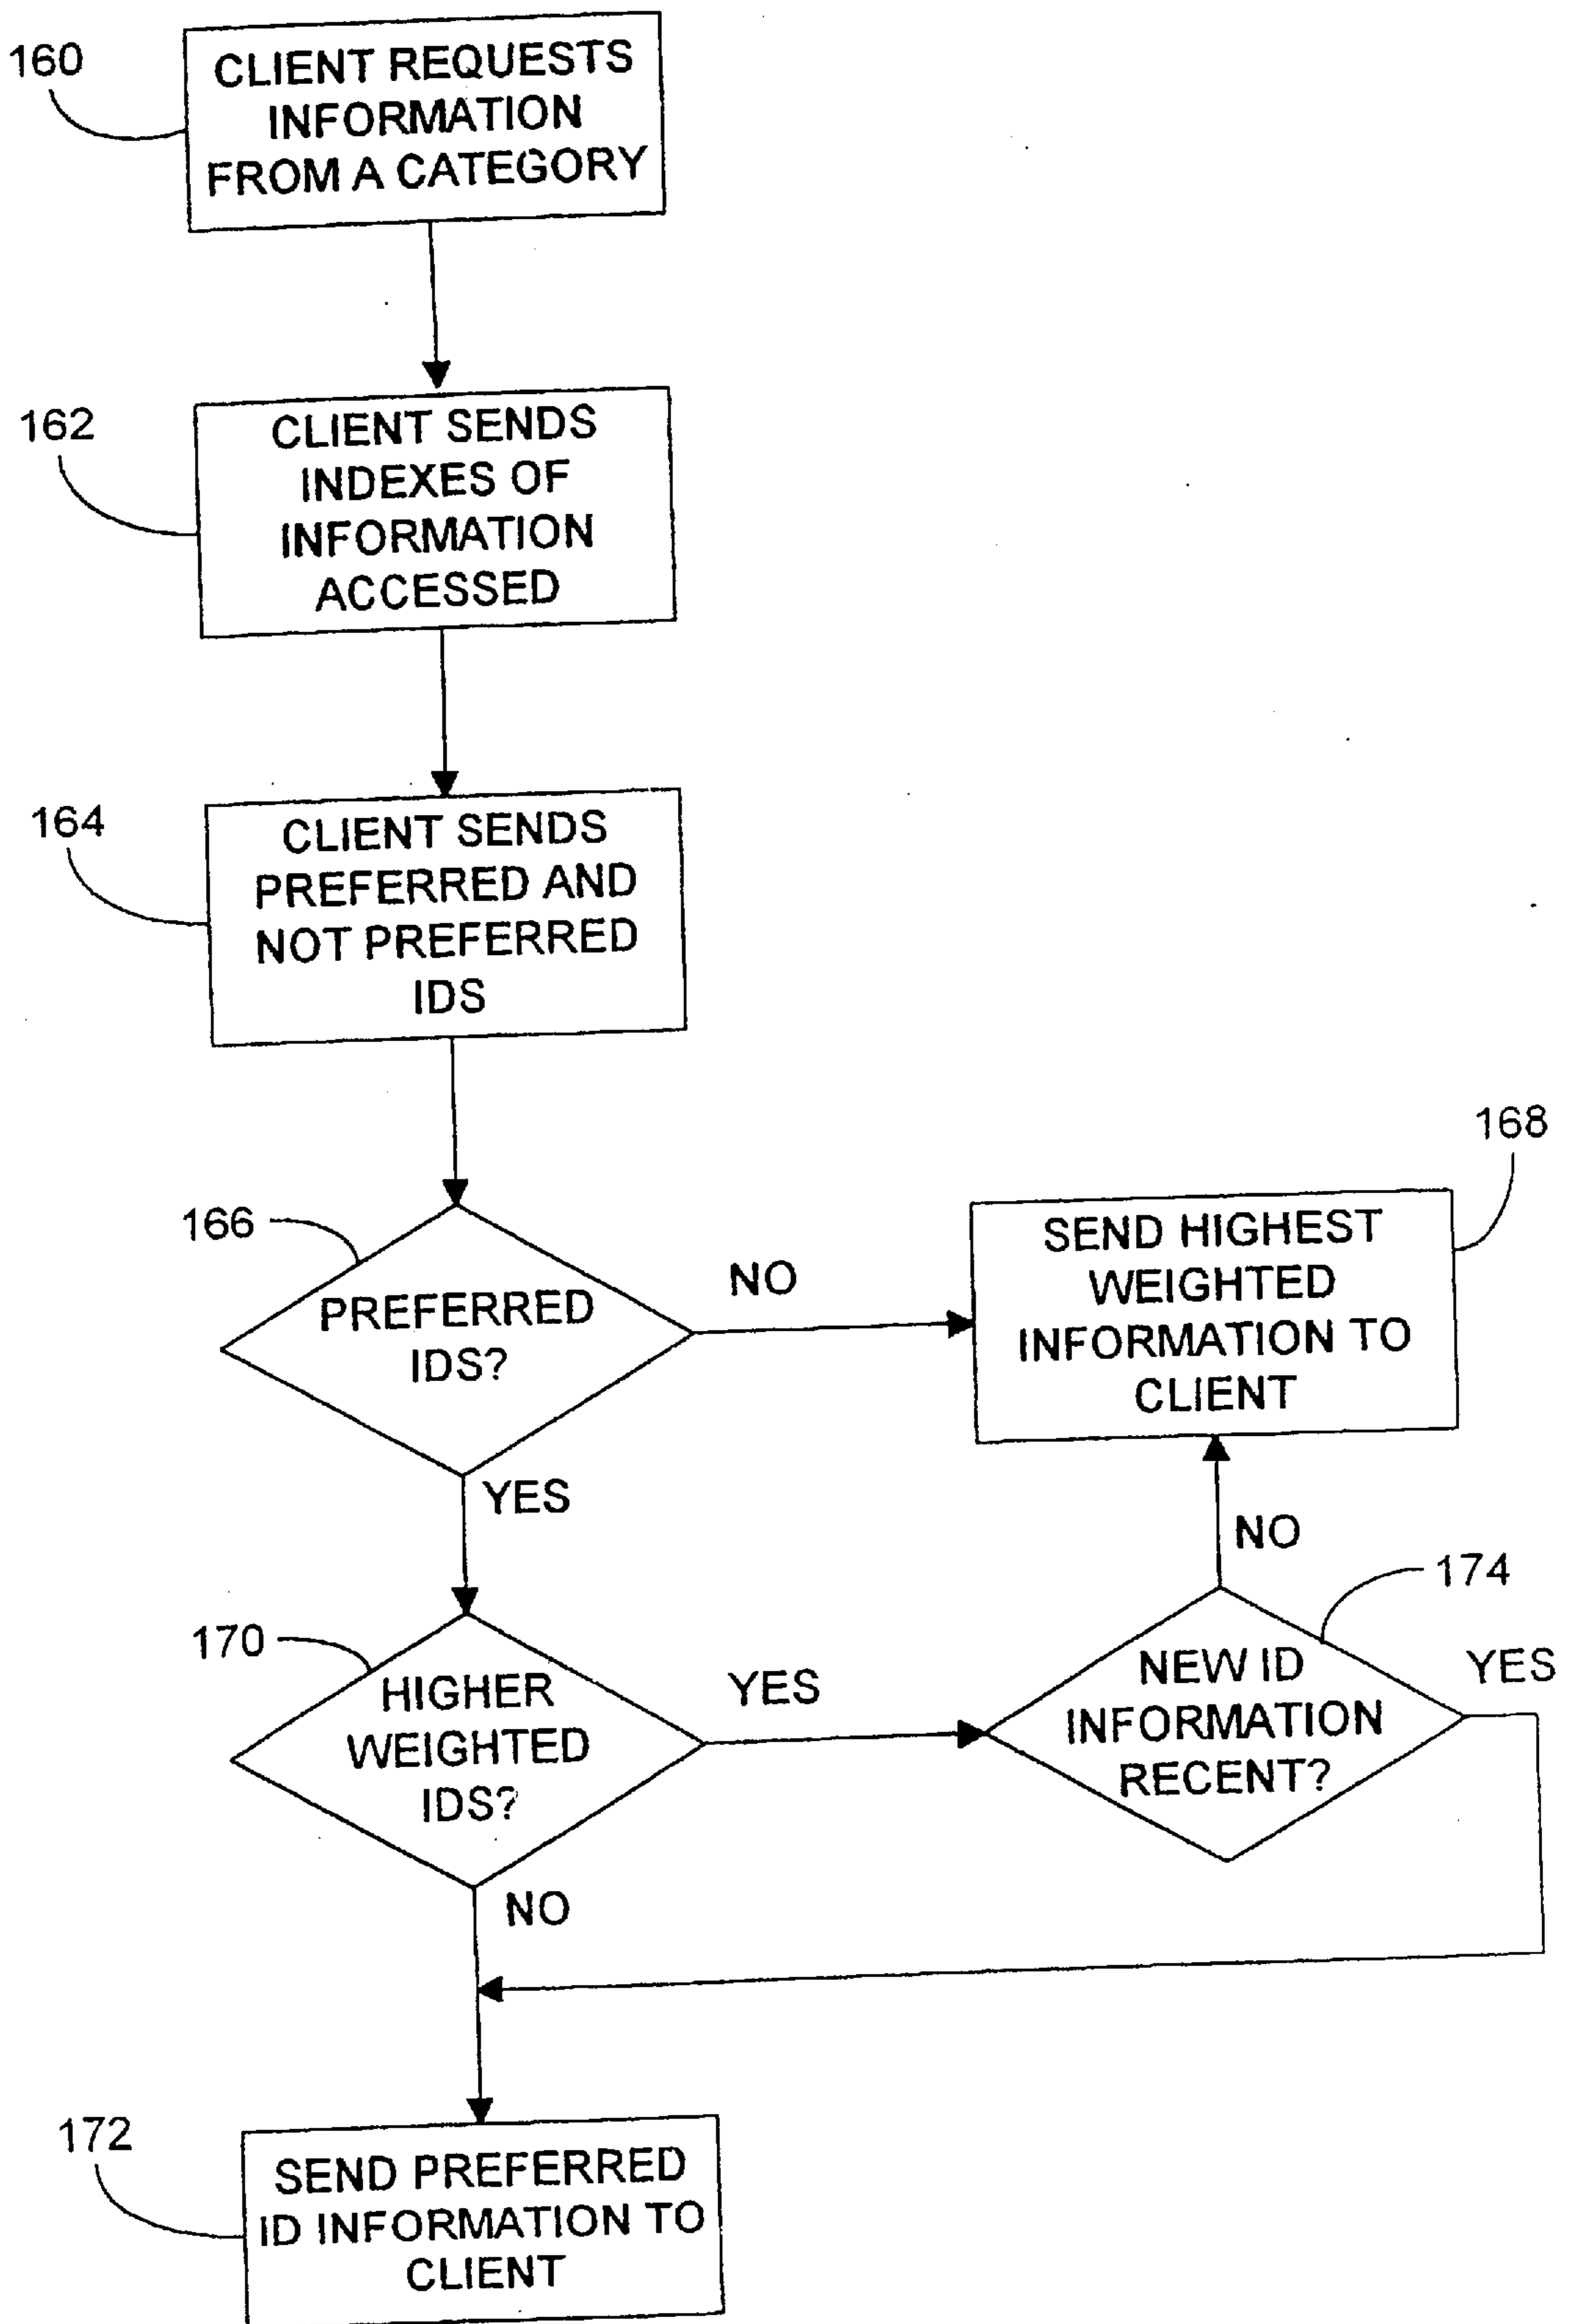 160
CLIENT REQUESTS
INFORMATION
FROM A CATEGORY
162
CLIENT SENDS
INDEXES OF
INFORMATION
ACCESSED
164
CLIENT SENDS
PREFERRED AND
NOT PREFERRED
IDS
166
PREFERRED
IDS?
NO
168
SEND HIGHEST
WEIGHTED
INFORMATION TO
CLIENT
YES
NO
170
HIGHER
WEIGHTED
IDS?
YES
174
NEW ID
INFORMATION
RECENT?
YES
NO
172
SEND PREFERRED
ID INFORMATION TO
CLIENT